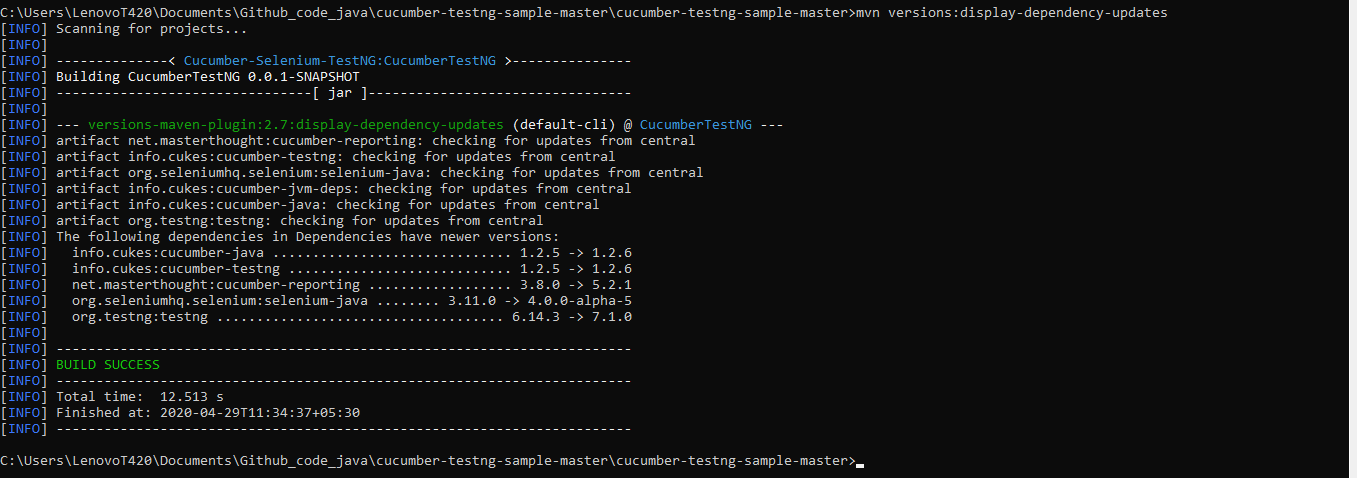 C:\Users\LenovoT420\Documents\Github_code_java\cucumber-testng-sample-master\cucumber-testng-sample-master>mvn versions:display-dependency-updates
[INFO] Scanning for projects...
[INFO]
[INFO] --------------< Cucumber-Selenium-TestNG:CucumberTestNG >---------------
[INFO] Building CucumberTestNG 0.0.1-SNAPSHOT
[INFO] --------------------------------[ jar ]---------------------------------
[INFO]
[INFO] --- versions-maven-plugin:2.7:display-dependency-updates (default-cli) @ CucumberTestNG ---
[INFO] artifact net.masterthought:cucumber-reporting: checking for updates from central
[INFO] artifact info.cukes:cucumber-testng: checking for updates from central
[INFO] artifact org.seleniumhq.selenium:selenium-java: checking for updates from central
[INFO] artifact info.cukes:cucumber-jvm-deps: checking for updates from central
[INFO] artifact info.cukes:cucumber-java: checking for updates from central
[INFO] artifact org.testng:testng: checking for updates from central
[INFO] The following dependencies in Dependencies have newer versions:
[INFO]   info.cukes:cucumber-java .............................. 1.2.5 -> 1.2.6
[INFO]   info.cukes:cucumber-testng ............................ 1.2.5 -> 1.2.6
[INFO]   net.masterthought:cucumber-reporting .................. 3.8.0 -> 5.2.1
[INFO]   org.seleniumhq.selenium:selenium-java ........ 3.11.0 -> 4.0.0-alpha-5
[INFO]   org.testng:testng .................................... 6.14.3 -> 7.1.0
[INFO]
[INFO] ------------------------------------------------------------------------
[INFO] BUILD SUCCESS
[INFO] ------------------------------------------------------------------------
[INFO] Total time:  12.513 s
[INFO] Finished at: 2020-04-29T11:34:37+05:30
[INFO] ------------------------------------------------------------------------
C:\Users\LenovoT420\Documents\Github_code_java\cucumber-testng-sample-master\cucumber-testng-sample-master>